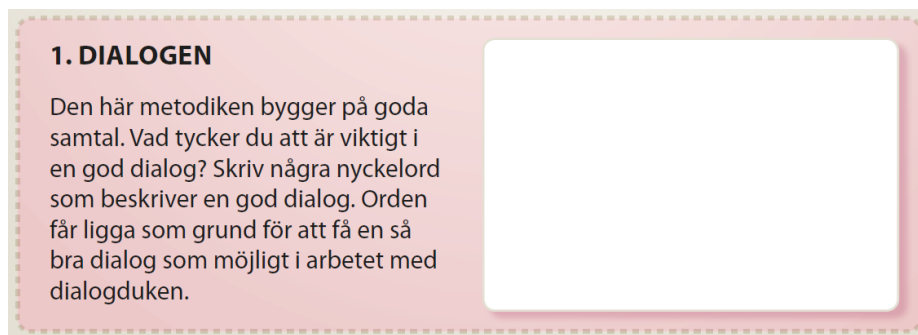 1. DIALOGEN
Den här metodiken bygger på goda
samtal. Vad tycker du att är viktigt i
en god dialog? Skriv några nyckelord
som beskriver en god dialog. Orden
får ligga som grund för att få en så
bra dialog som möjligt i arbetet med
dialogduken.